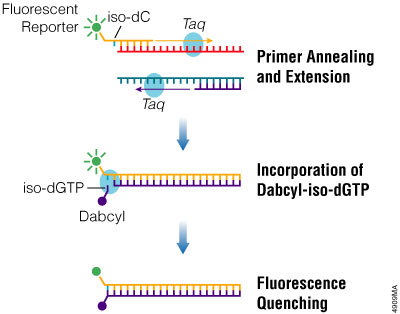 Fluorescent
Reporter
iso-dC
Taq
Primer Annealing
and Extension
Taq
Incorporation of
Dabcyl-iso-dGTP
iso-dGTP
Dabcyl
Fluorescence
Quenching
4909MA